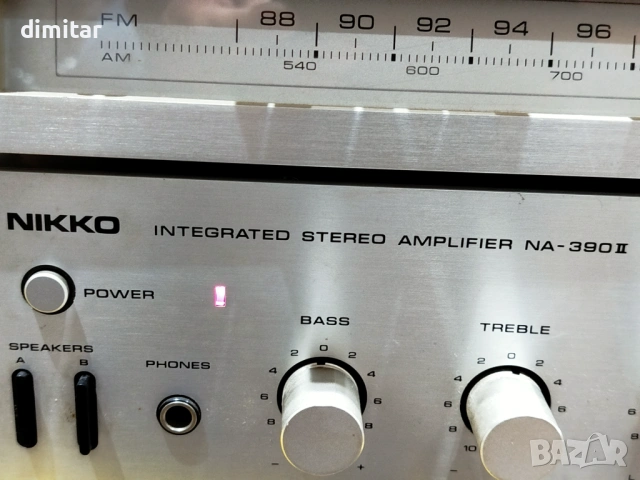 dimitar
FM 88 90 92 94 96
AM 540 600 700
NIKKO INTEGRATED STEREO AMPLIFIER NA-390II
POWER
BASS TREBLE
SPEAKERS
A B
PHONES
2 0 2
4 4
6 6
8 8
- +
2 0 2
4
6 6
8 8
10
-
BAZAR